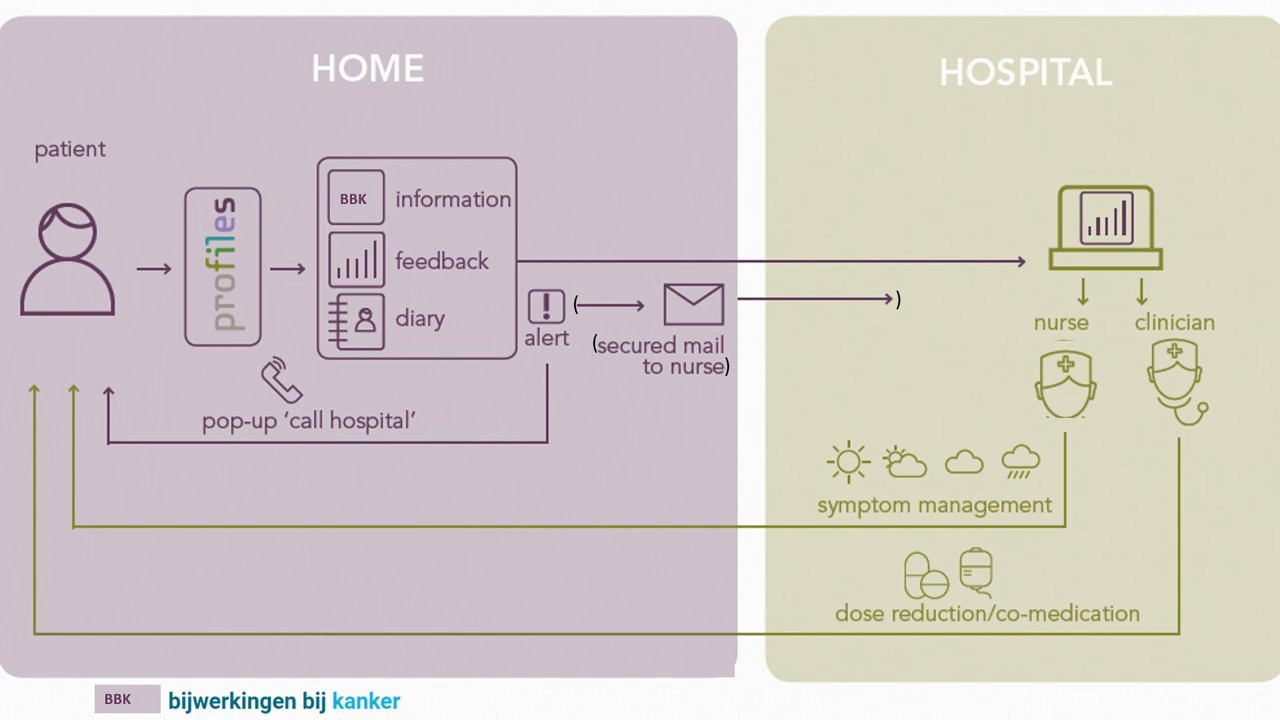 HOME
HOSPITAL
patient
profiles
BBK information
feedback
diary
!
alert
(
)
(secured mail
to nurse)
nurse
clinician
pop-up ‘call hospital’
symptom management
dose reduction/co-medication
BBK bijwerkingen bij kanker